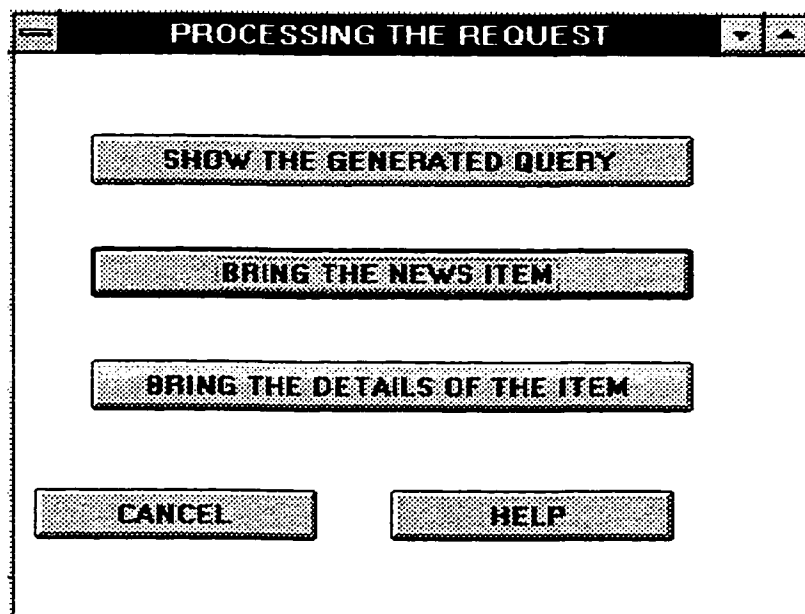 PROCESSING THE REQUEST
SHOW THE GENERATED QUERY
BRING THE NEWS ITEM
BRING THE DETAILS OF THE ITEM
CANCEL
HELP